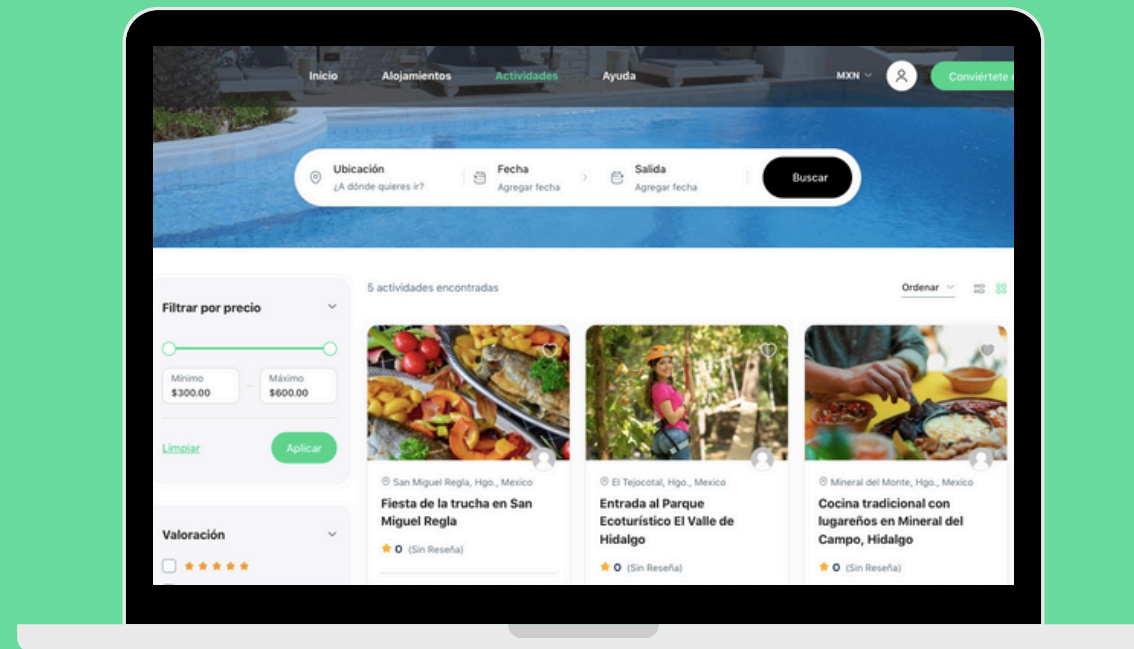 Inicio
Alojamientos
Actividades
Ayuda
MXN
Conviértete
Ubicación
¿A dónde quieres ir?
Fecha
Agregar fecha
Salida
Agregar fecha
Buscar
Filtrar por precio
Mínimo
$300.00
Máximo
$600.00
Limpiar
Aplicar
Valoración
5 actividades encontradas
Ordenar
San Miguel Regla, Hgo., Mexico
Fiesta de la trucha en San
Miguel Regla
0 (Sin Reseña)
El Tejocotal, Hgo., Mexico
Entrada al Parque
Ecoturístico El Valle de
Hidalgo
0 (Sin Reseña)
Mineral del Monte, Hgo., Mexico
Cocina tradicional con
lugareños en Mineral del
Campo, Hidalgo
0 (Sin Reseña)